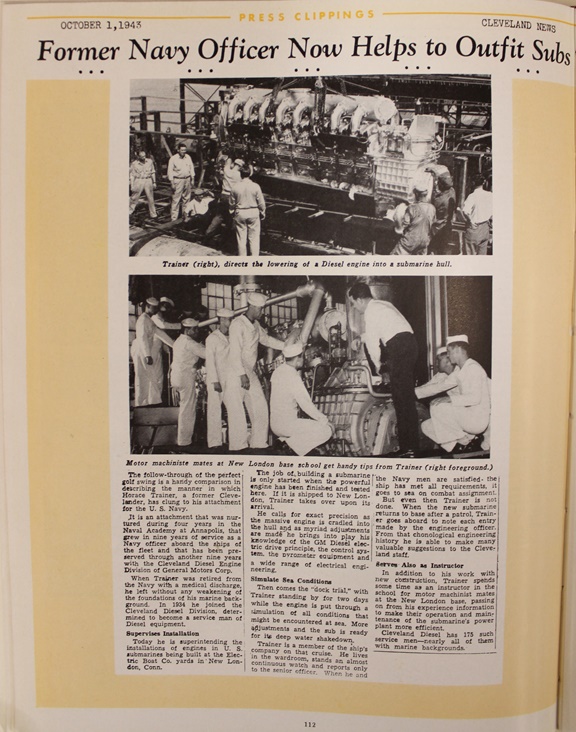 PRESS CLIPPINGS
OCTOBER 1, 1943
CLEVELAND NEWS
Former Navy Officer Now Helps to Outfit Subs
Trainer (right), directs the lowering of a Diesel engine into a submarine hull.
Motor machiniste mates at New London base school get handy tips from Trainer (right foreground.)
The follow-through of the perfect
golf swing is a handy comparison in
describing the manner in which
Horace Trainer, a former Cleve-
lander, has clung to his attachment
for the U. S. Navy.
It is an attachment that was nur-
tured during four years in the
Naval Academy at Annapolis, that
grew in nine years of service as a
Navy officer aboard the ships of
the fleet and that has been pre-
served through another nine years
with the Cleveland Diesel Engine
Division of General Motors Corp.
When Trainer was retired from
the Navy with a medical discharge,
he left without any weakening of
the foundations of his marine back-
ground. In 1934 he joined the
Cleveland Diesel Division, deter-
mined to become a service man of
Diesel equipment.
Supervises Installation
Today he is superintending the
installations of engines in U. S.
submarines being built at the Elec-
tric Boat Co. yards in New Lon-
don, Conn.
The job of building a submarine
is only started when the powerful
engine has been finished and tested
here. If it is shipped to New Lon-
don, Trainer takes over upon its
arrival.
He calls for exact precision as
the massive engine is cradled into
the hull and as myriad adjustments
are made he brings into play his
knowledge of the GM Diesel elec-
tric drive principle, the control sys-
tem, the pyrometer equipment and
a wide range of electrical engi-
neering.
Simulate Sea Conditions
Then comes the "dock trial," with
Trainer standing by for two days
while the engine is put through a
simulation of all conditions that
might be encountered at sea. More
adjustments and the sub is ready
for its deep water shakedown.
Trainer is a member of the ship's
company on that cruise. He lives
in the wardroom, stands an almost
continuous watch and reports only
to the senior officer. When he and
the Navy men are satisfied the
ship has met all requirements, it
goes to sea on combat assignment.
But even then Trainer is not
done. When the new submarine
returns to base after a patrol, Train-
er goes aboard to note each entry
made by the engineering officer.
From that chronological engineering
history he is able to make many
valuable suggestions to the Cleve-
land staff.
Serves Also as Instructor
In addition to his work with
new construction, Trainer spends
some time as an instructor in the
school for motor machinist mates
at the New London base, passing
on from his experience information
to make their operation and main-
tenance of the submarine's power
plant more efficient.
Cleveland Diesel has 175 such
service men—nearly all of them
with marine backgrounds.
112